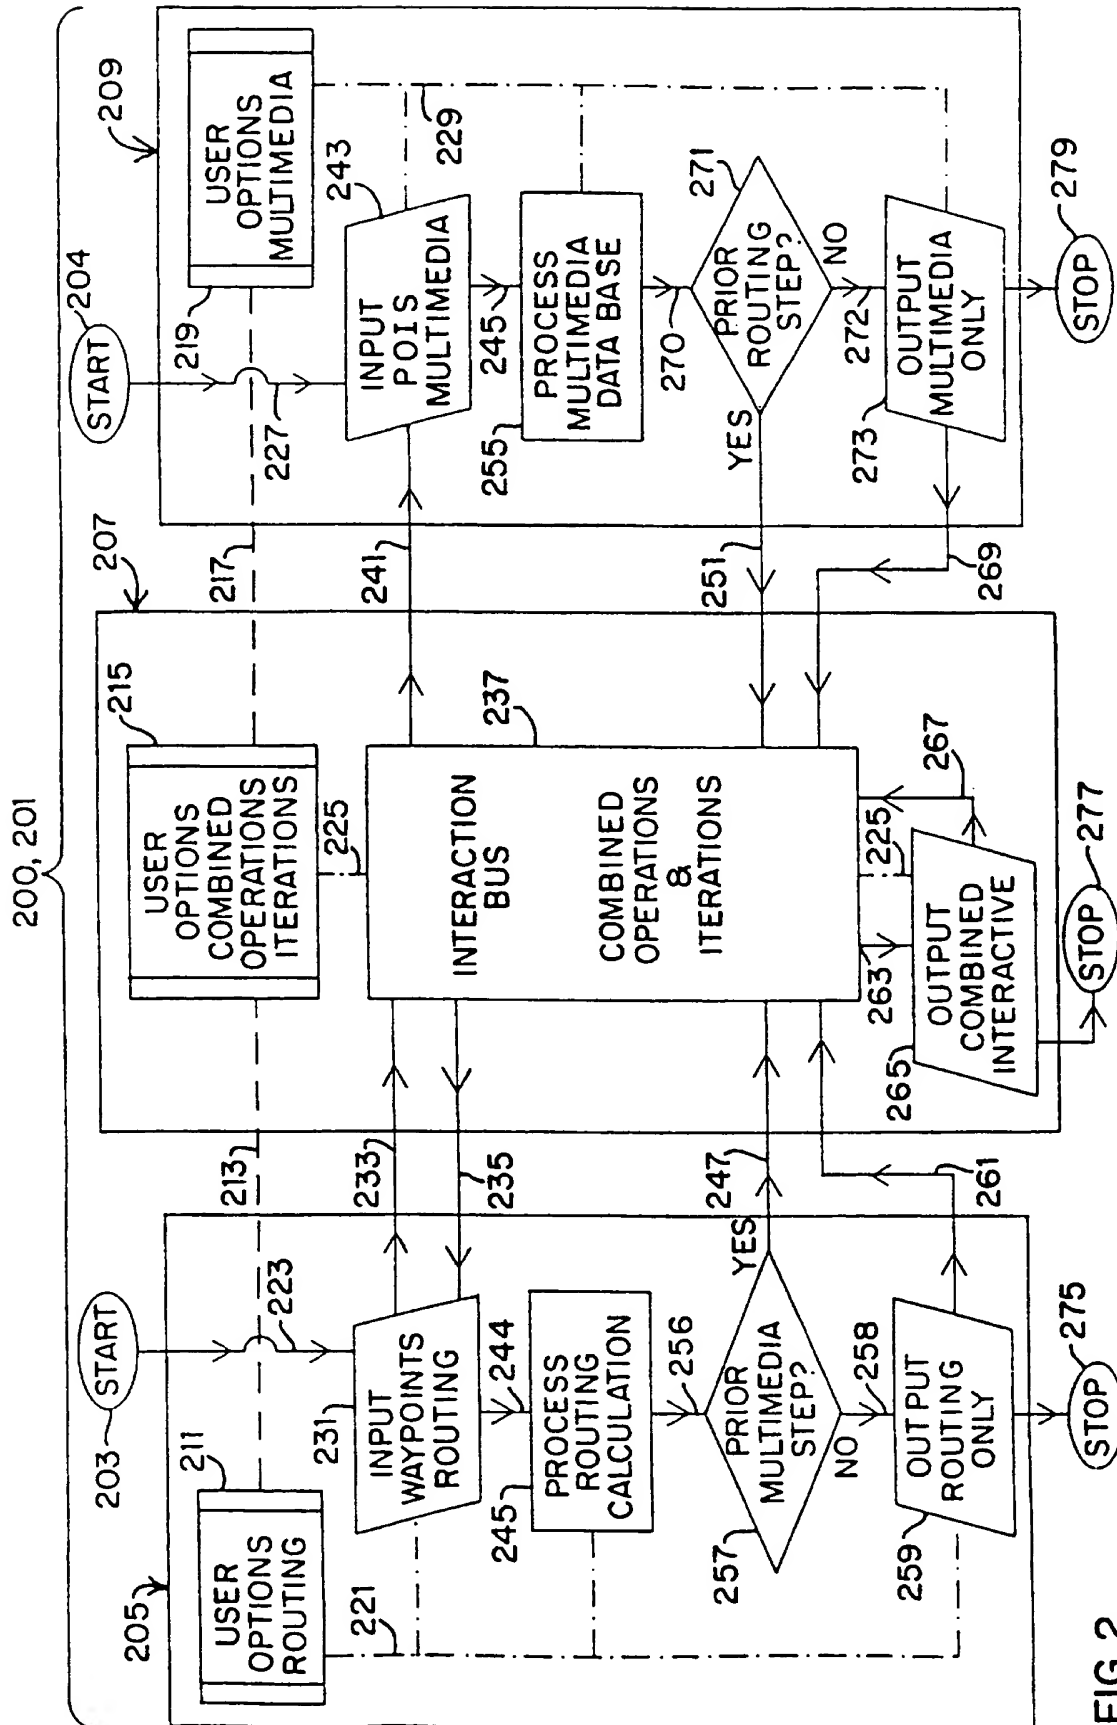 200, 201
203
START
204
START
205
207
209
211
USER
OPTIONS
ROUTING
213
215
USER
OPTIONS
COMBINED
OPERATIONS
ITERATIONS
217
219
USER
OPTIONS
MULTIMEDIA
221
223
225
227
229
231
INPUT
WAYPOINTS
ROUTING
233
235
237
INTERACTION
BUS
COMBINED
OPERATIONS
&
ITERATIONS
241
243
INPUT
POIS
MULTIMEDIA
244
245
PROCESS
ROUTING
CALCULATION
245
255
PROCESS
MULTIMEDIA
DATA BASE
256
257
PRIOR
MULTIMEDIA
STEP?
YES
247
NO
258
270
271
PRIOR
ROUTING
STEP?
YES
251
NO
272
259
OUTPUT
ROUTING
ONLY
261
263
225
267
265
OUTPUT
COMBINED
INTERACTIVE
269
273
OUTPUT
MULTIMEDIA
ONLY
275
STOP
277
STOP
279
STOP
FIG. 2